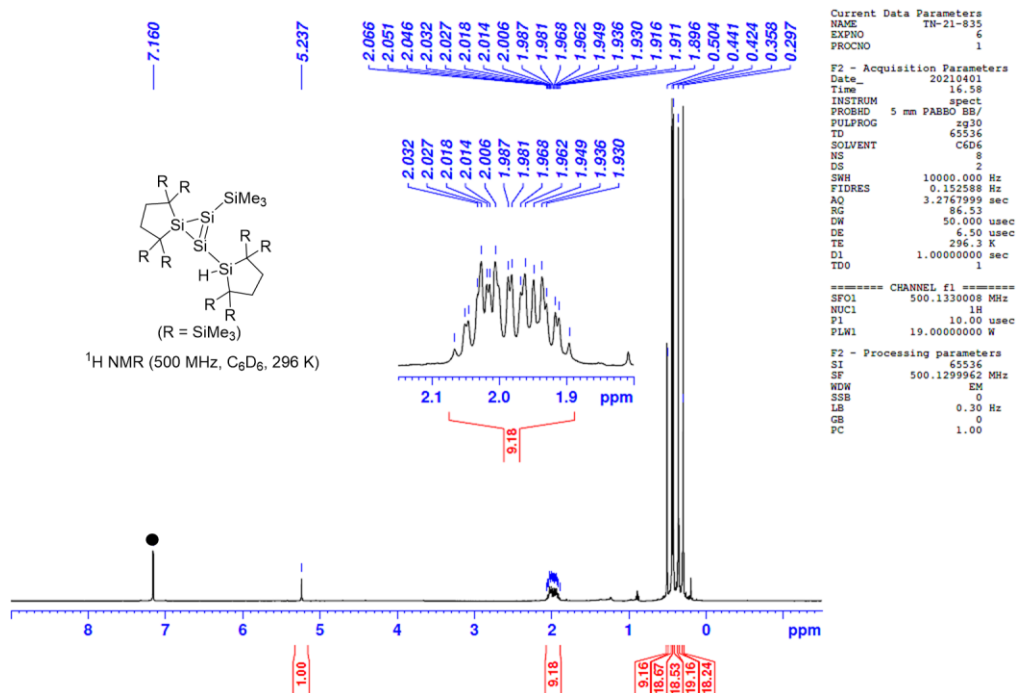 7.160
5.237
2.066
2.051
2.046
2.032
2.027
2.018
2.014
2.006
1.987
1.981
1.968
1.962
1.949
1.936
1.930
1.916
1.911
1.896
0.504
0.441
0.424
0.358
0.297
2.032
2.027
2.018
2.014
2.006
1.987
1.981
1.968
1.962
1.949
1.936
1.930
R
R
SiMe3
Si
Si
Si
R
R
R
R
H
Si
R
R
(R = SiMe3)
1H NMR (500 MHz, C6D6, 296 K)
2.1 2.0 1.9 ppm
9.18
8 7 6 5 4 3 2 1 0 ppm
1.00
9.18
9.16
18.67
18.53
19.16
18.24
Current Data Parameters
NAME TN-21-835
EXPNO 6
PROCNO 1
F2 - Acquisition Parameters
Date_ 20210401
Time 16.58
INSTRUM spect
PROBHD 5 mm PABBO BB/
PULPROG zg30
TD 65536
SOLVENT C6D6
NS 8
DS 2
SWH 10000.000 Hz
FIDRES 0.152588 Hz
AQ 3.2767999 sec
RG 86.53
DW 50.000 usec
DE 6.50 usec
TE 296.3 K
D1 1.00000000 sec
TD0 1
======== CHANNEL f1 ========
SFO1 500.1330008 MHz
NUC1 1H
P1 10.00 usec
PLW1 19.00000000 W
F2 - Processing parameters
SI 65536
SF 500.1299962 MHz
WDW EM
SSB 0
LB 0.30 Hz
GB 0
PC 1.00